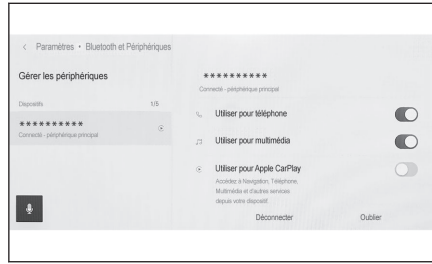 < Paramètres • Bluetooth et Périphériques
Gérer les périphériques
Dispositifs 1/5
**********
Connecté - périphérique principal
**********
Connecté - périphérique principal
Utiliser pour téléphone
Utiliser pour multimédia
Utiliser pour Apple CarPlay
Accédez à Navigation, Téléphone,
Multimédia et d'autres services
depuis votre dispositif.
Déconnecter Oublier